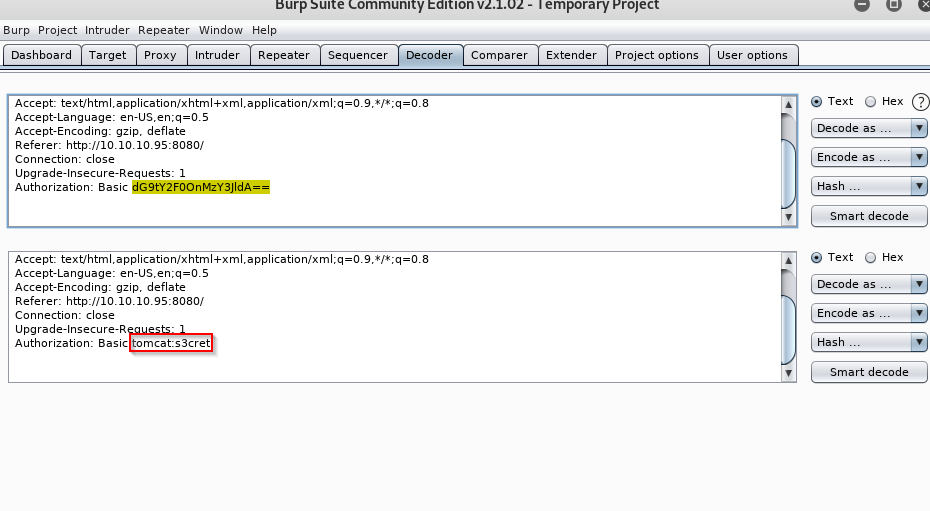 Burp Suite Community Edition v2.1.02 - Temporary Project
Burp Project Intruder Repeater Window Help
Dashboard Target Proxy Intruder Repeater Sequencer Decoder Comparer Extender Project options User options
Accept: text/html,application/xhtml+xml,application/xml;q=0.9,*/*;q=0.8
Accept-Language: en-US,en;q=0.5
Accept-Encoding: gzip, deflate
Referer: http://10.10.10.95:8080/
Connection: close
Upgrade-Insecure-Requests: 1
Authorization: Basic dG9tY2F0OnMzY3JldA==
Text Hex ?
Decode as ...
Encode as ...
Hash ...
Smart decode
Accept: text/html,application/xhtml+xml,application/xml;q=0.9,*/*;q=0.8
Accept-Language: en-US,en;q=0.5
Accept-Encoding: gzip, deflate
Referer: http://10.10.10.95:8080/
Connection: close
Upgrade-Insecure-Requests: 1
Authorization: Basic tomcat:s3cret
Text Hex
Decode as ...
Encode as ...
Hash ...
Smart decode